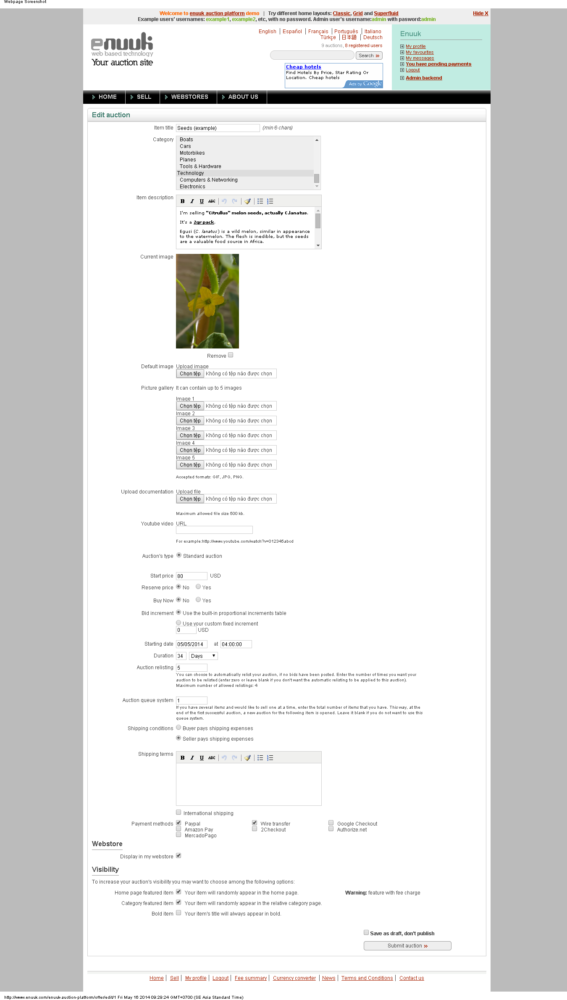 Webpage Screenshot
Welcome to enuuk auction platform demo | Try different home layouts: Classic, Grid and Superfluid
Hide X
Example users' usernames: example1, example2, etc, with no password. Admin user's username:admin with pasword:admin
enuuk
web based technology
Your auction site
English | Español | Français | Português | Italiano
Türkçe | 日本語 | Deutsch
9 auctions, 8 registered users
Search
Cheap hotels
Find Hotels By Price, Star Rating Or
Location. Cheap hotels
Ads by Google
Enuuk
My profile
My favourites
My messages
You have pending payments
Logout
Admin backend
HOME
SELL
WEBSTORES
ABOUT US
Edit auction
Item title Seeds (example) (min 6 chars)
Category
Boats
Cars
Motorbikes
Planes
Tools & Hardware
Technology
Computers & Networking
Electronics
Item description
B I U ABC
I'm selling "Citrullus" melon seeds, actually C.lanatus.
It's a 2gr pack.
Egusi (C. lanatus) is a wild melon, similar in appearance
to the watermelon. The flesh is inedible, but the seeds
are a valuable food source in Africa.
Current image
Remove
Default image Upload image
Chọn tệp Không có tệp nào được chọn
Picture gallery It can contain up to 5 images
Image 1
Chọn tệp Không có tệp nào được chọn
Image 2
Chọn tệp Không có tệp nào được chọn
Image 3
Chọn tệp Không có tệp nào được chọn
Image 4
Chọn tệp Không có tệp nào được chọn
Image 5
Chọn tệp Không có tệp nào được chọn
Accepted formats: GIF, JPG, PNG.
Upload documentation Upload file
Chọn tệp Không có tệp nào được chọn
Maximum allowed file size 500 kb.
Youtube video URL
For example:http://www.youtube.com/watch?v=012345abcd
Auction's type Standard auction
Start price 80 USD
Reserve price No Yes
Buy Now No Yes
Bid increment Use the built-in proportional increments table
Use your custom fixed increment
0 USD
Starting date 05/05/2014 at 04:00:00
Duration 34 Days
Auction relisting 5
You can choose to automatically relist your auction, if no bids have been posted. Enter the number of times you want your
auction to be relisted (enter zero or leave blank if you don't want the automatic relisting to be applied to this auction).
Maximum number of allowed relistings: 4
Auction queue system 1
If you have several items and would like to sell one at a time, enter the total number of items that you have. This way, at the
end of the first successful auction, a new auction for the following item is opened. Leave it blank if you do not want to use this
queue system.
Shipping conditions Buyer pays shipping expenses
Seller pays shipping expenses
Shipping terms
B I U ABC
International shipping
Payment methods Paypal Wire transfer Google Checkout
Amazon Pay 2Checkout Authorize.net
MercadoPago
Webstore
Display in my webstore
Visibility
To increase your auction's visibility you may want to choose among the following options:
Home page featured item Your item will randomly appear in the home page. Warning: feature with fee charge
Category featured item Your item will randomly appear in the relative category page.
Bold item Your item's title will always appear in bold.
Save as draft, don't publish
Submit auction
Home | Sell | My profile | Logout | Fee summary | Currency converter | News | Terms and Conditions | Contact us
http://www.enuuk.com/enuuk-auction-platform/offer/edit/1 Fri May 16 2014 09:29:24 GMT+0700 (SE Asia Standard Time)